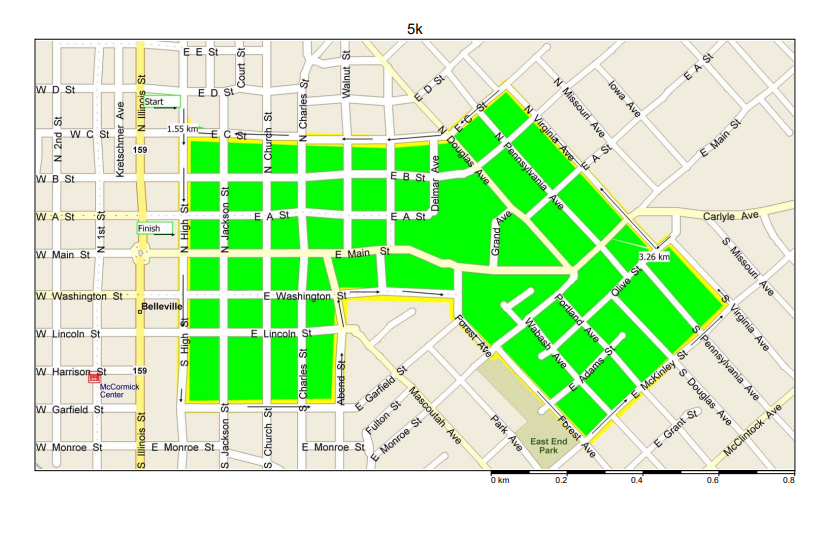 5k
E E St
Court St
Walnut St
N Charles St
W D St
E D St
E D St
N Illinois St
Start
Kretschmer Ave
N 2nd St
W C St
1.55 km
E C St
E C St
N Church St
N Missouri Ave
Iowa Ave
E A St
E Main St
N Virginia Ave
E A St
N Douglas Ave
N Pennsylvania Ave
159
W B St
E B St
Delmar Ave
W A St
E A St
E A St
Carlyle Ave
N 1st St
Finish
N High St
N Jackson St
Grand Ave
W Main St
E Main St
3.26 km
S Missouri Ave
Olive St
W Washington St
E Washington St
Belleville
Portland Ave
S Virginia Ave
W Lincoln St
E Lincoln St
S High St
Forest Ave
Wabash Ave
S Pennsylvania Ave
W Harrison St
159
McCormick
Center
S Charles St
Abend St
E Adams St
E McKinley St
S Douglas Ave
E Garfield St
Mascoutah Ave
W Garfield St
Fulton St
E Monroe St
Park Ave
Forest Ave
E Grant St
McClintock Ave
East End
Park
W Monroe St
S Illinois St
E Monroe St
S Jackson St
S Church St
E Monroe St
0 km
0.2
0.4
0.6
0.8